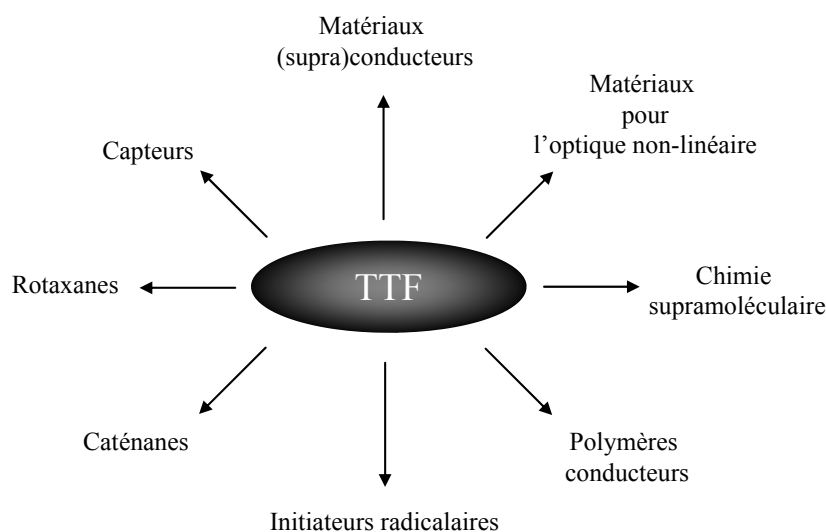 Matériaux
(supra)conducteurs
Matériaux
pour
l'optique non-linéaire
Capteurs
Rotaxanes
TTF
Chimie
supramoléculaire
Caténanes
Polymères
conducteurs
Initiateurs radicalaires